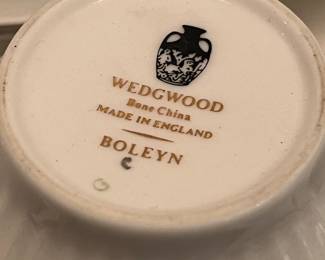 WEDGWOOD
Bone China
MADE IN ENGLAND
BOLEYN
C